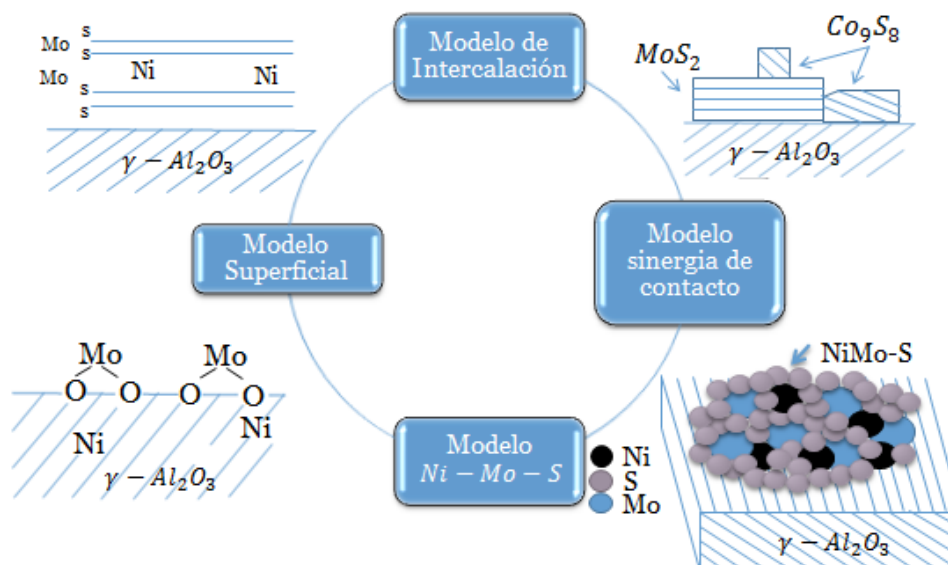 Modelo de
Intercalación
s
Mo
s
Ni
Ni
s
Mo
s
γ − Al₂O₃
Co₉S₈
MoS₂
γ − Al₂O₃
Modelo
Superficial
Modelo
sinergia de
contacto
Mo
Mo
O
O
O
O
Ni
Ni
γ − Al₂O₃
Modelo
Ni − Mo − S
NiMo-S
Ni
S
Mo
γ − Al₂O₃